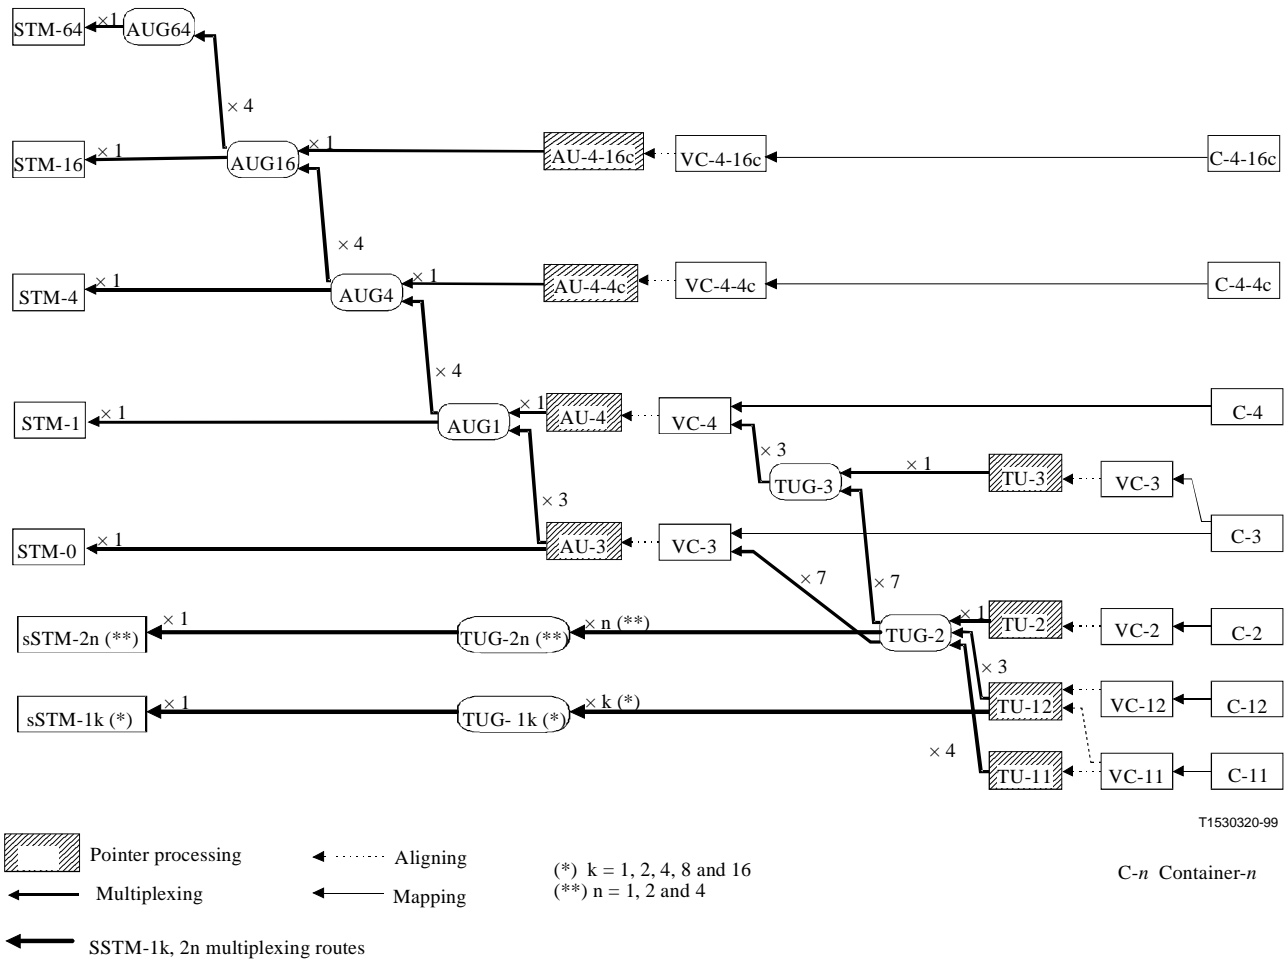 STM-64
× 1
AUG64
× 4
STM-16
× 1
AUG16
× 1
AU-4-16c
VC-4-16c
C-4-16c
× 4
STM-4
× 1
AUG4
× 1
AU-4-4c
VC-4-4c
C-4-4c
× 4
STM-1
× 1
AUG1
× 1
AU-4
VC-4
C-4
× 3
TUG-3
× 1
TU-3
VC-3
× 3
STM-0
× 1
AU-3
VC-3
C-3
× 7
× 7
sSTM-2n (**)
× 1
TUG-2n (**)
× n (**)
TUG-2
× 1
TU-2
VC-2
C-2
× 3
sSTM-1k (*)
× 1
TUG- 1k (*)
× k (*)
TU-12
VC-12
C-12
× 4
TU-11
VC-11
C-11
T1530320-99
Pointer processing
Aligning
(*) k = 1, 2, 4, 8 and 16
C-n Container-n
Multiplexing
Mapping
(**) n = 1, 2 and 4
SSTM-1k, 2n multiplexing routes